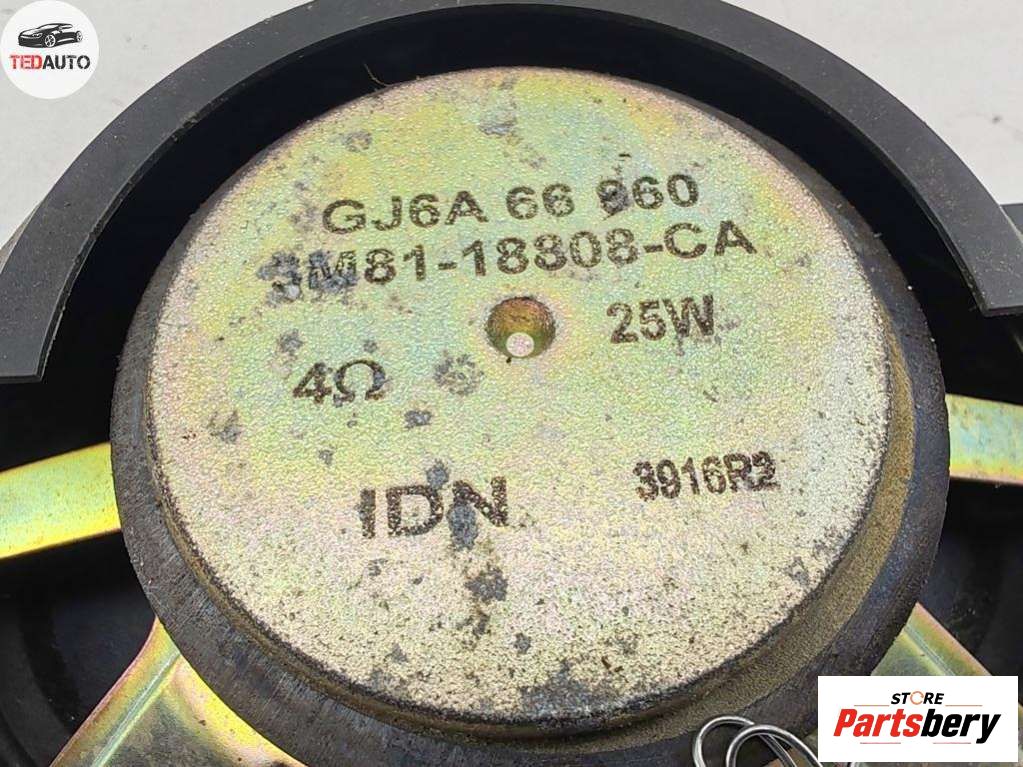 TEDAUTO
GJ6A 66 960
3M81-18808-CA
25W
4Ω
IDN
3916R2
STORE
Partsbery